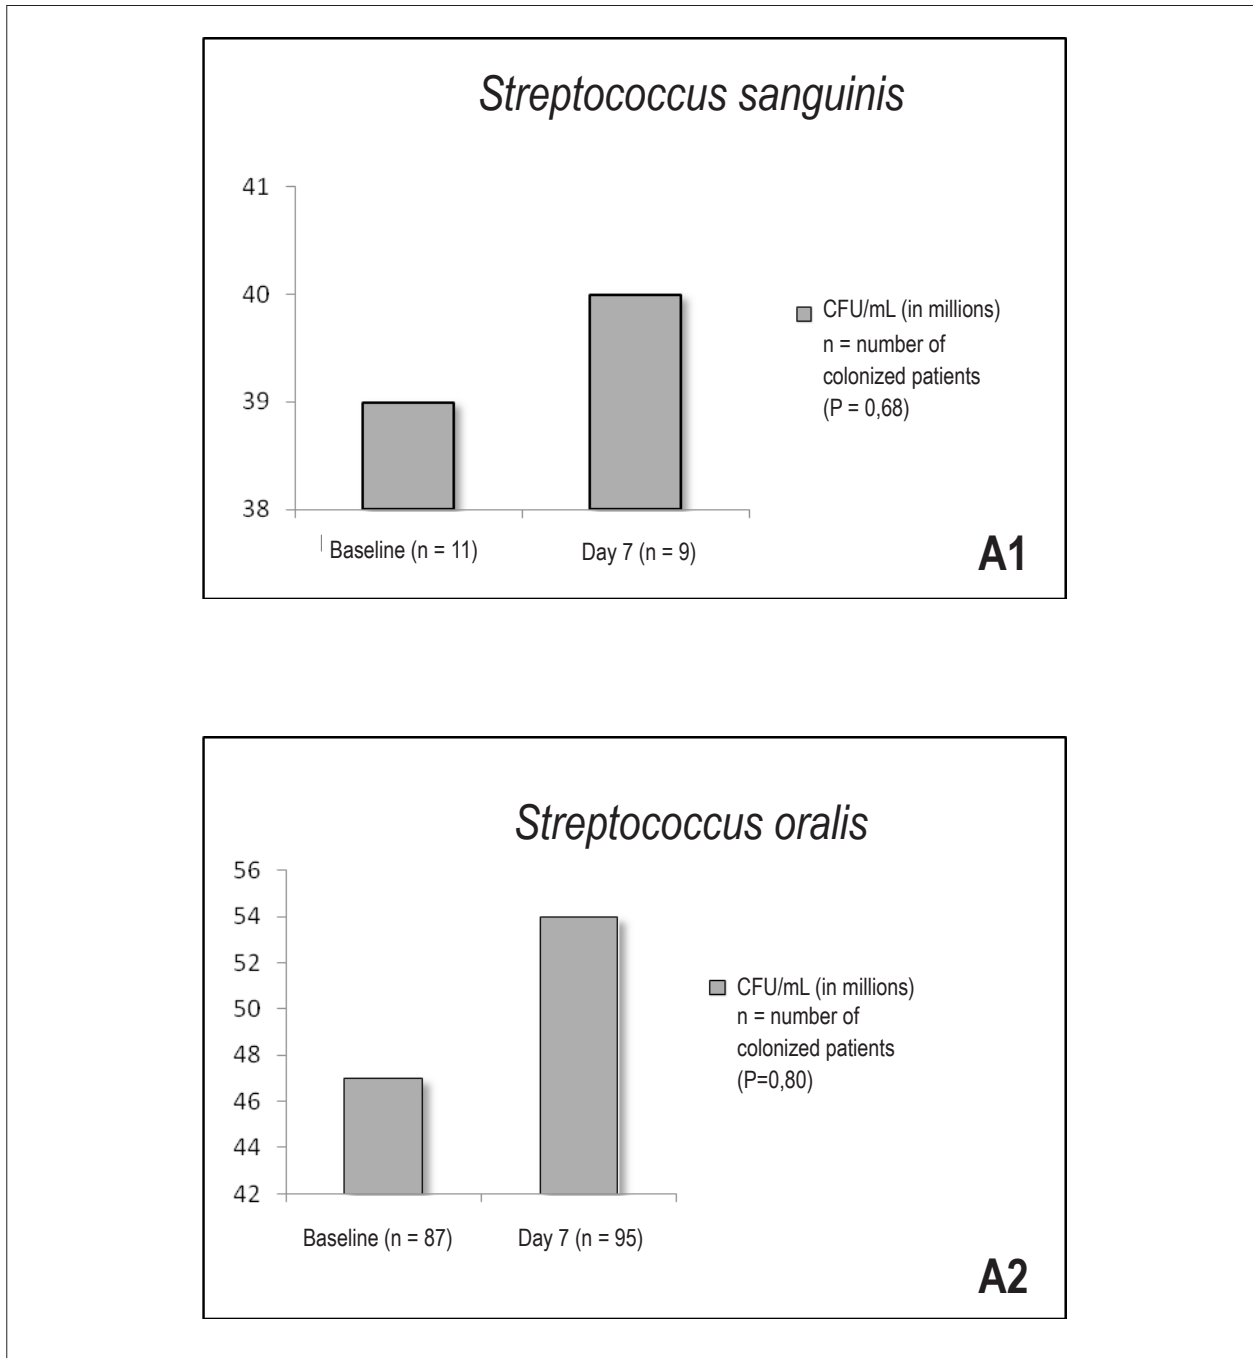 Streptococcus sanguinis
41
40
39
38
CFU/mL (in millions)
n = number of
colonized patients
(P = 0,68)
Baseline (n = 11)
Day 7 (n = 9)
A1
Streptococcus oralis
56
54
52
50
48
46
44
42
CFU/mL (in millions)
n = number of
colonized patients
(P=0,80)
Baseline (n = 87)
Day 7 (n = 95)
A2